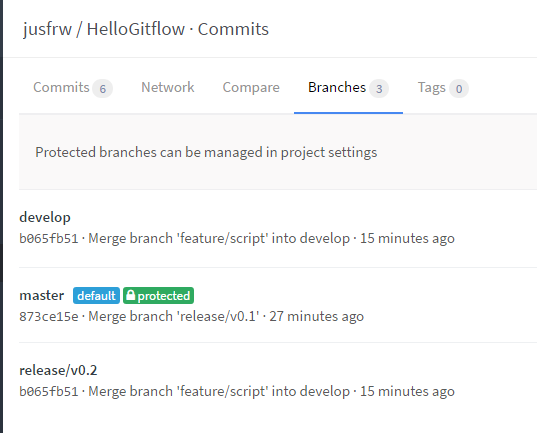 jusfrw / HelloGitflow · Commits
Commits 6 Network Compare Branches 3 Tags 0
Protected branches can be managed in project settings
develop
b065fb51 · Merge branch 'feature/script' into develop · 15 minutes ago
master default protected
873ce15e · Merge branch 'release/v0.1' · 27 minutes ago
release/v0.2
b065fb51 · Merge branch 'feature/script' into develop · 15 minutes ago